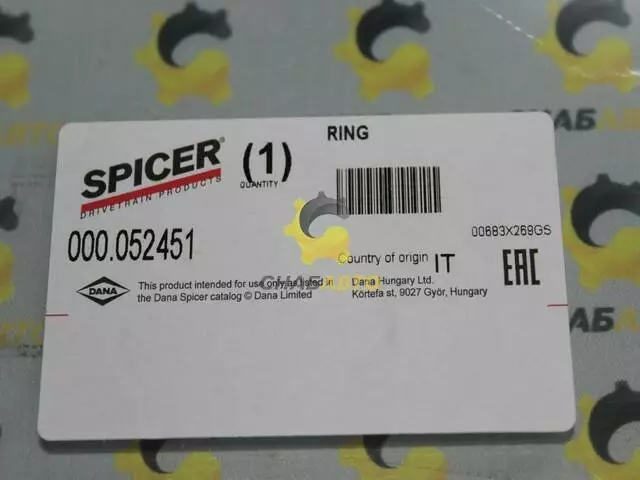 RING
SPICER®
(1)
DRIVETRAIN PRODUCTS
QUANTITY
000.052451
00683X269GS
Country of origin IT
EAC
DANA
This product intended for use only as listed in
the Dana Spicer catalog © Dana Limited
Dana Hungary Ltd.
Körtefa st, 9027 Győr, Hungary
СНАБАВТО
СНАБ